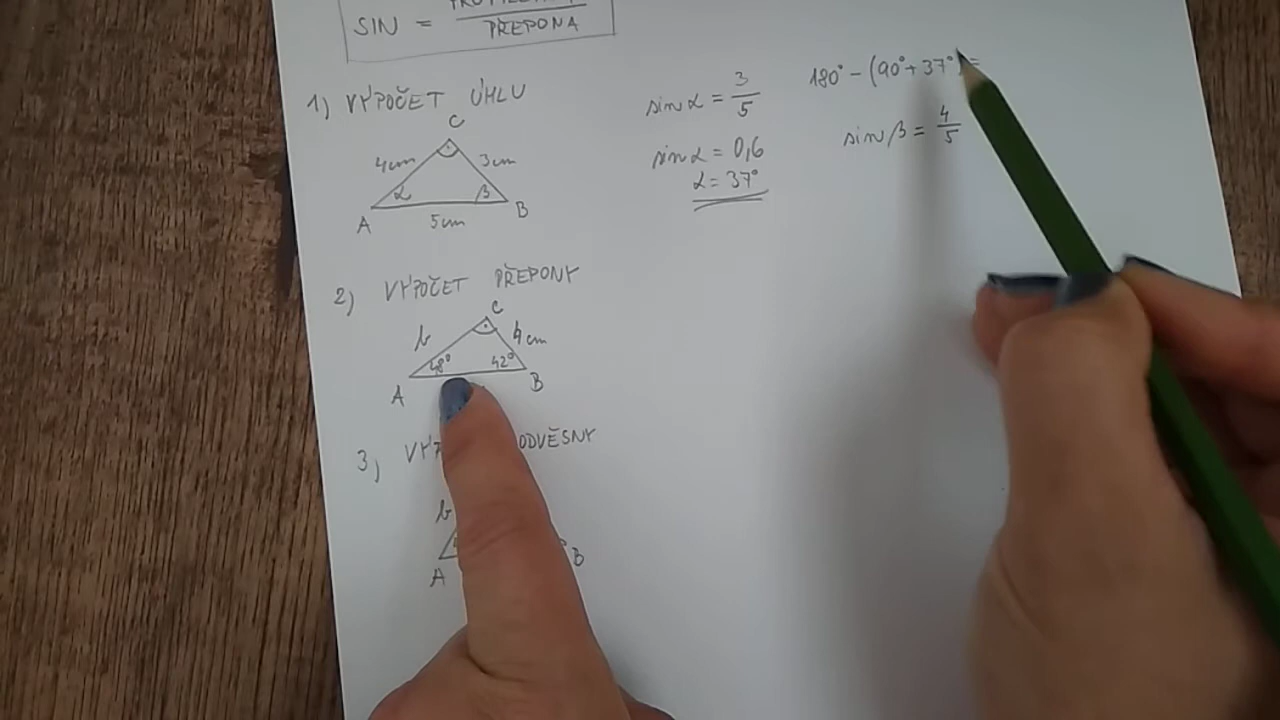 SIN = PŘEPONA
1) VÝPOČET ÚHLU
C
4cm 3cm
α β
A 5cm B
sin α = 3/5
sin α = 0,6
α = 37°
180° - (90° + 37°) =
sin β = 4/5
2) VÝPOČET PŘEPONY
C
b 4cm
48° 42°
A B
3) ODVĚSNY
b
A B